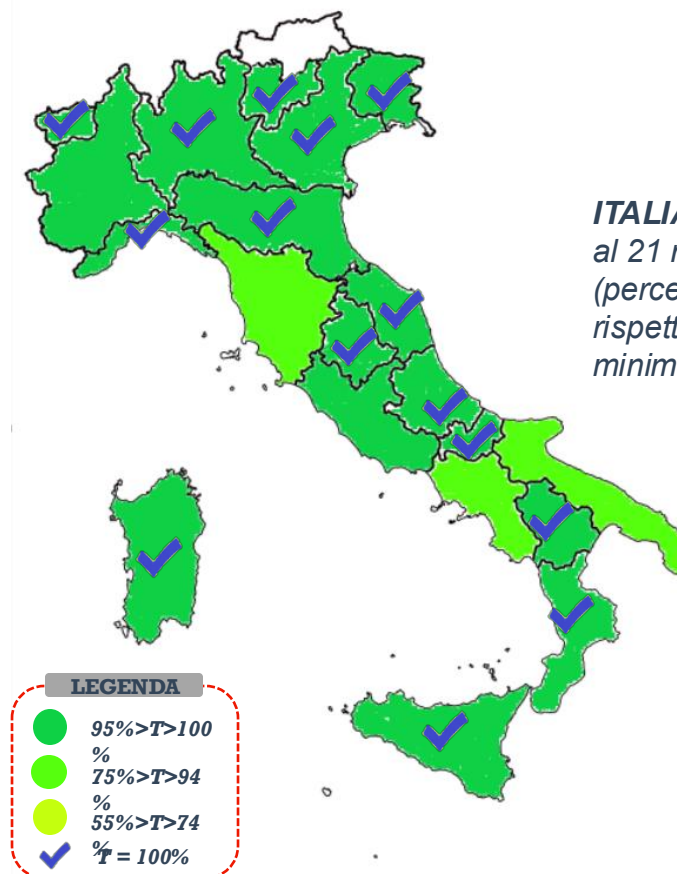 ITALIA
al 21
(perce
rispett
minim
LEGENDA
95%>T>100
%
75%>T>94
%
55%>T>74
%
T = 100%